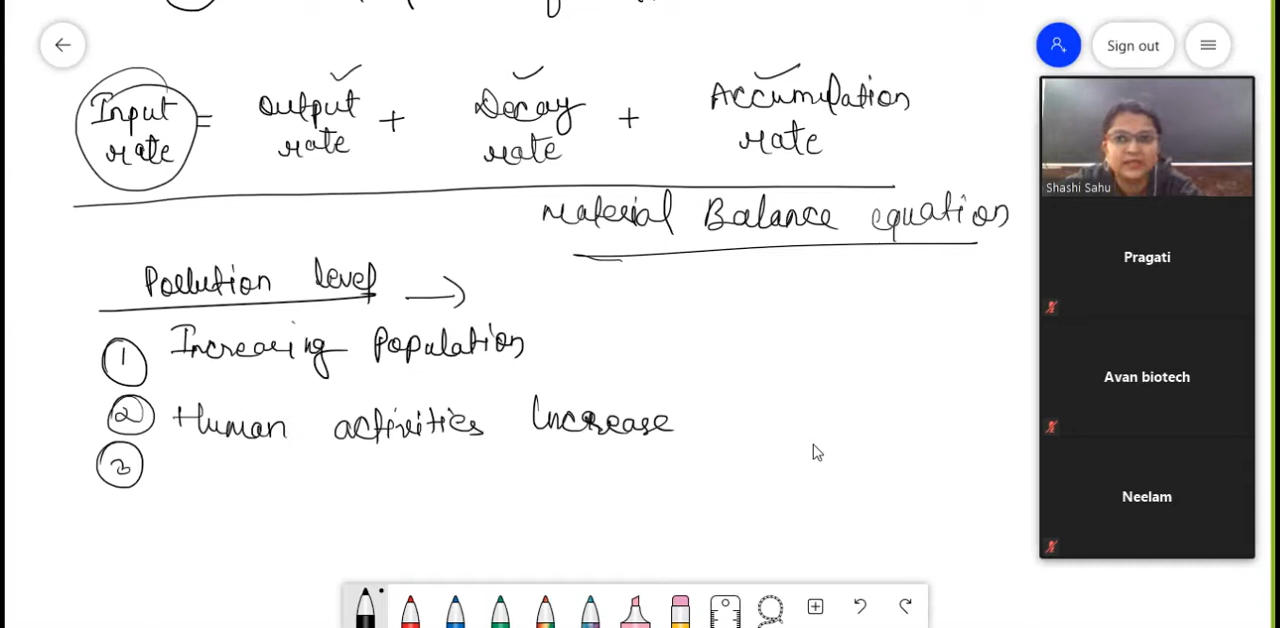 Sign out
Input rate = Output rate + Decay rate + Accumulation rate
Material Balance equation
Pollution level →
1 Increasing Population
2 Human activities Increase
3
Shashi Sahu
Pragati
Avan biotech
Neelam